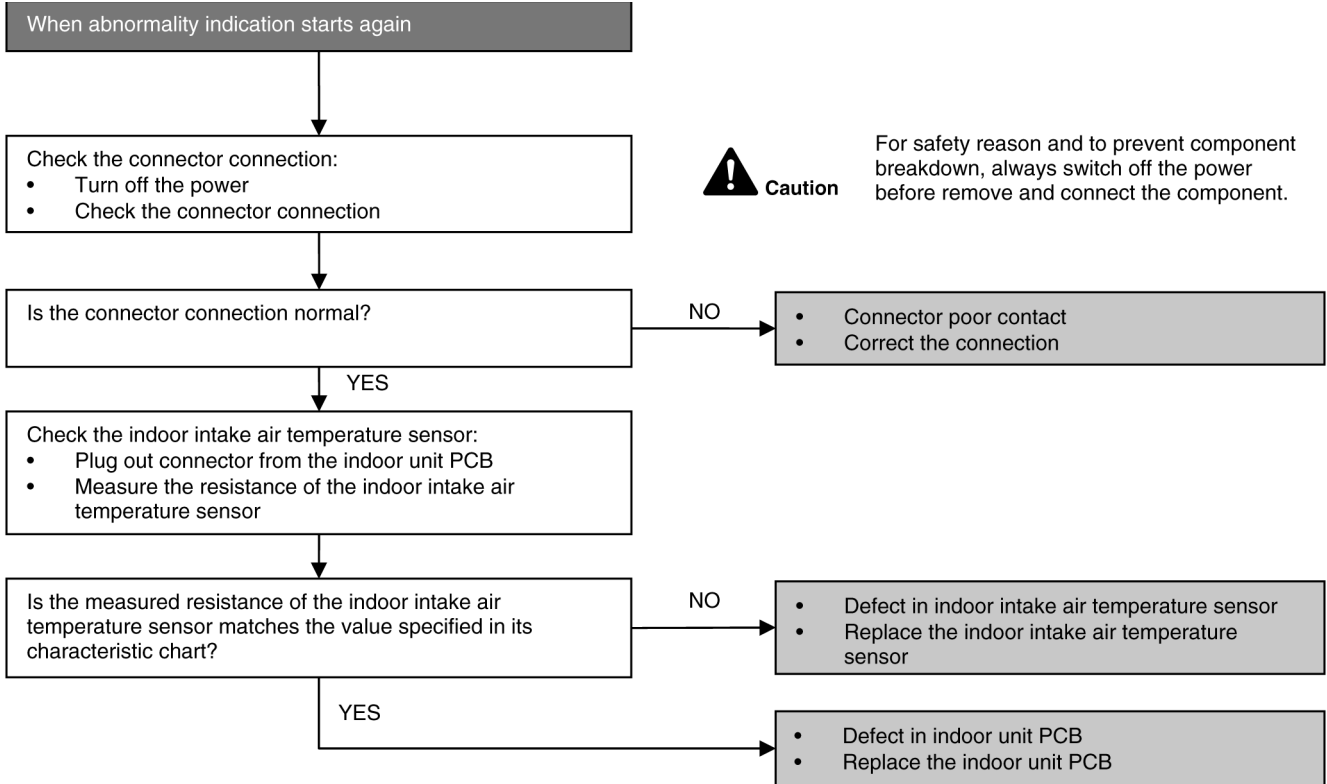 When abnormality indication starts again
Check the connector connection:
• Turn off the power
• Check the connector connection
Caution
For safety reason and to prevent component
breakdown, always switch off the power
before remove and connect the component.
Is the connector connection normal?
NO
• Connector poor contact
• Correct the connection
YES
Check the indoor intake air temperature sensor:
• Plug out connector from the indoor unit PCB
• Measure the resistance of the indoor intake air
temperature sensor
Is the measured resistance of the indoor intake air
temperature sensor matches the value specified in its
characteristic chart?
NO
• Defect in indoor intake air temperature sensor
• Replace the indoor intake air temperature
sensor
YES
• Defect in indoor unit PCB
• Replace the indoor unit PCB